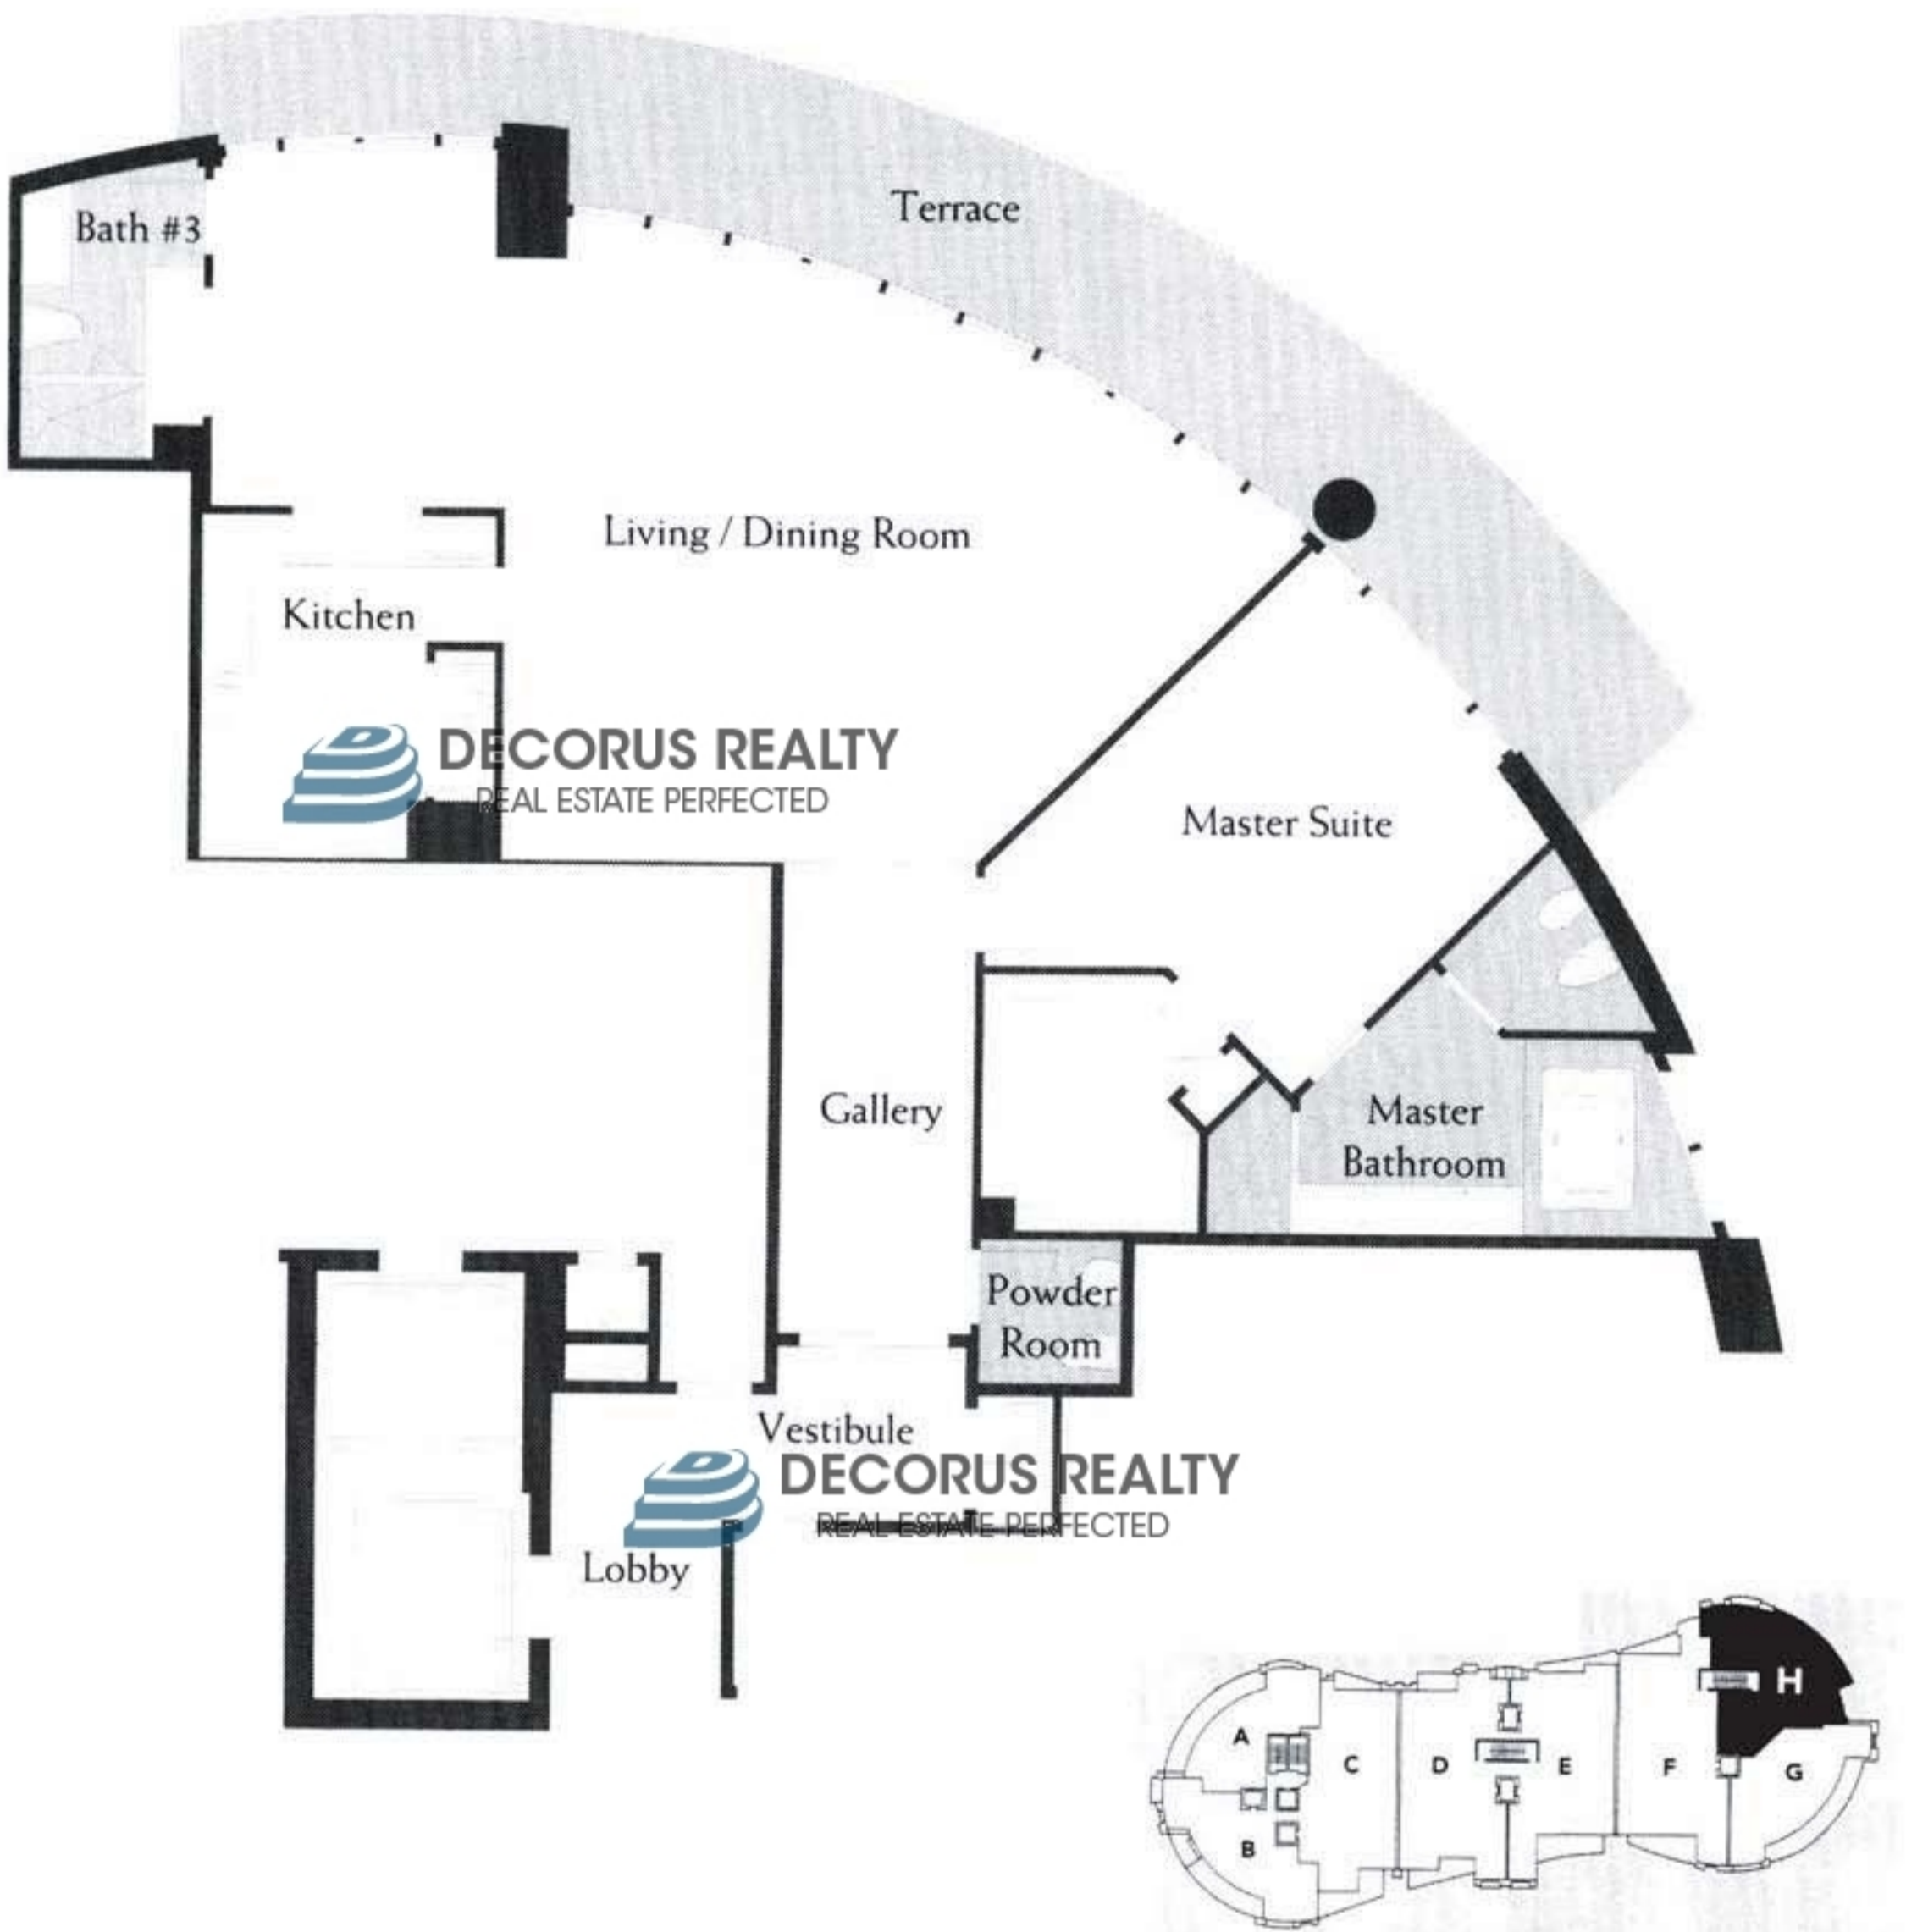 Terrace
Bath #3
Living / Dining Room
Kitchen
DECORUS REALTY
REAL ESTATE PERFECTED
Master Suite
Gallery
Master
Bathroom
Powder
Room
Vestibule
DECORUS REALTY
REAL ESTATE PERFECTED
Lobby
H
A
C
D
E
F
G
B